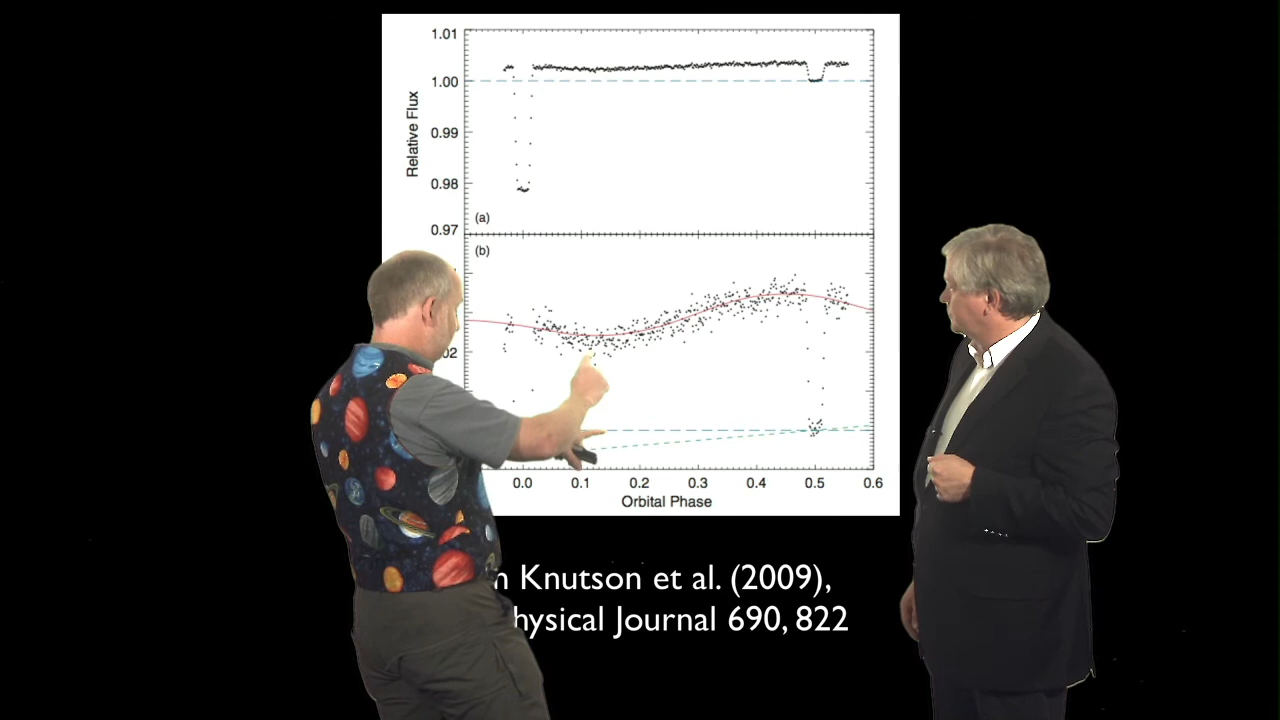 1.01
1.00
0.99
0.98
0.97
Relative Flux
(a)
(b)
02
0.0 0.1 0.2 0.3 0.4 0.5 0.6
Orbital Phase
n Knutson et al. (2009),
hysical Journal 690, 822